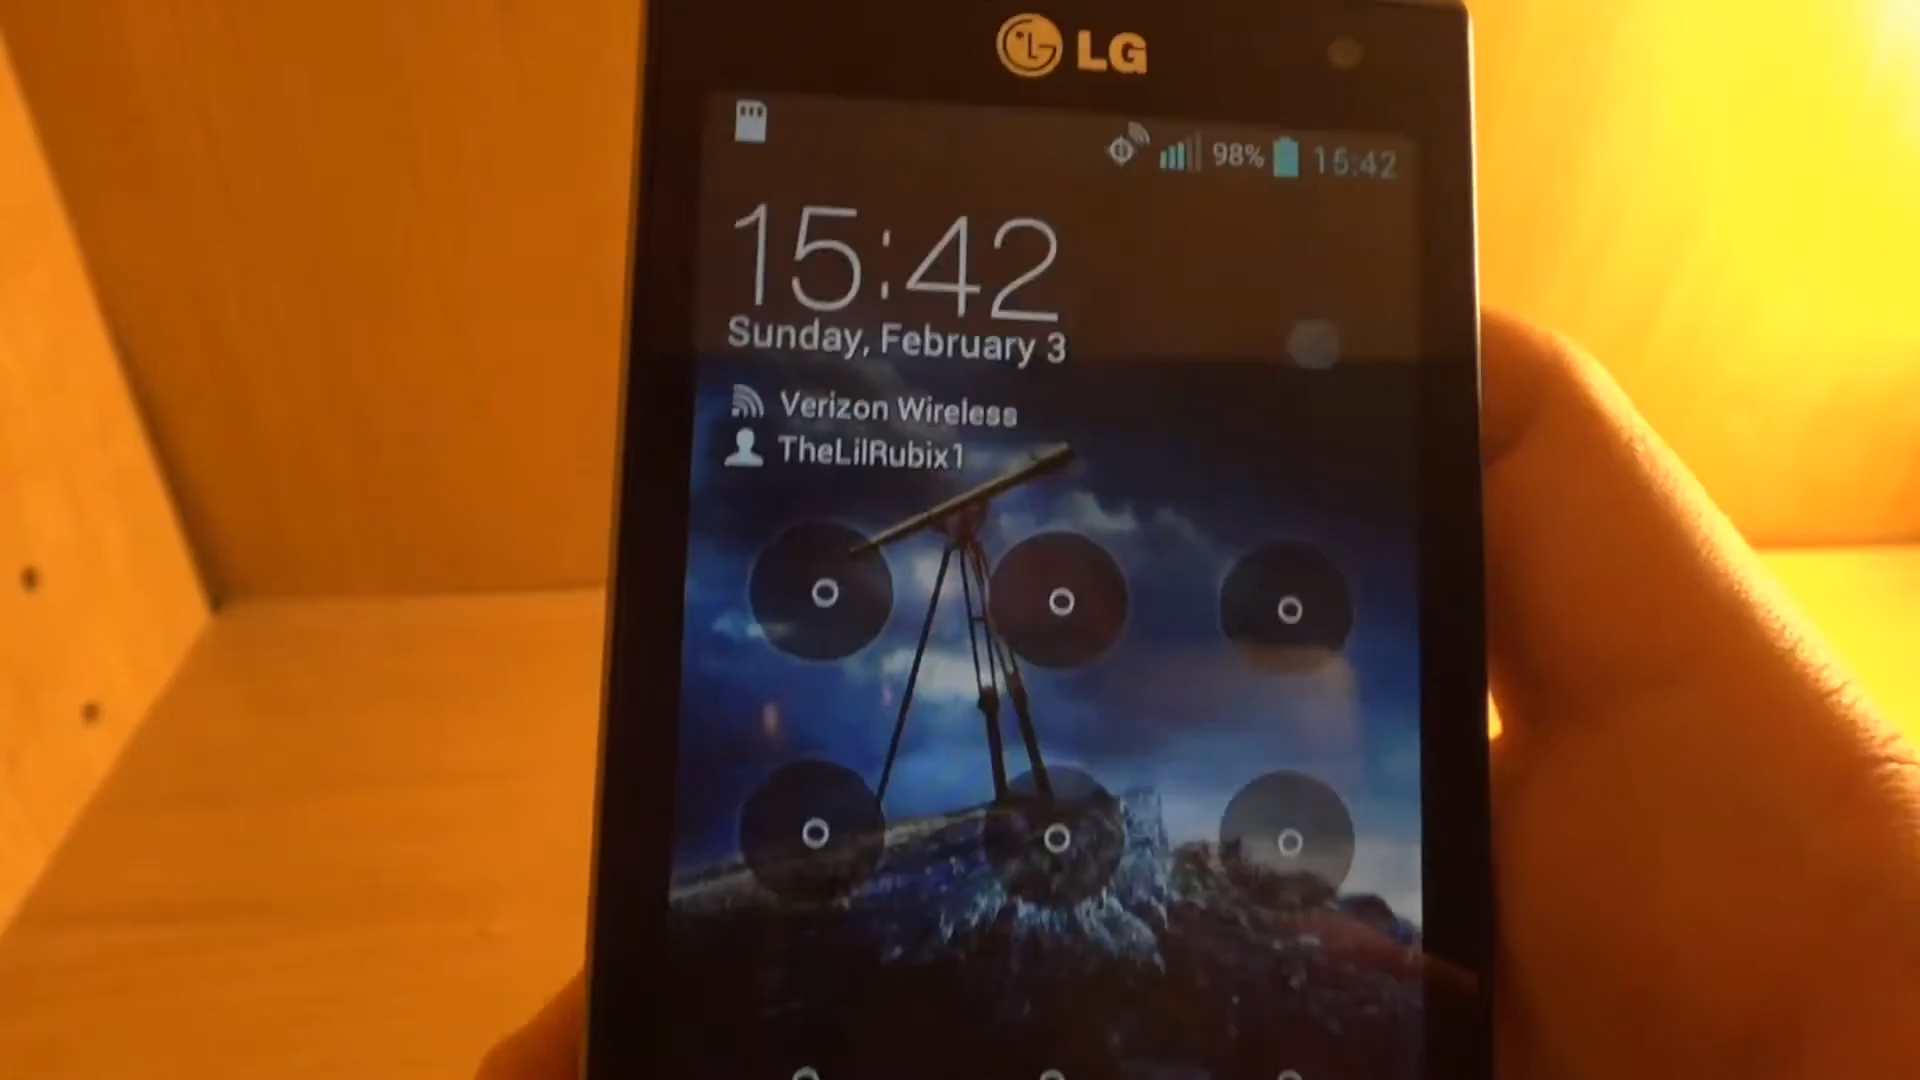 LG
98% 15:42
15:42
Sunday, February 3
Verizon Wireless
TheLilRubix1